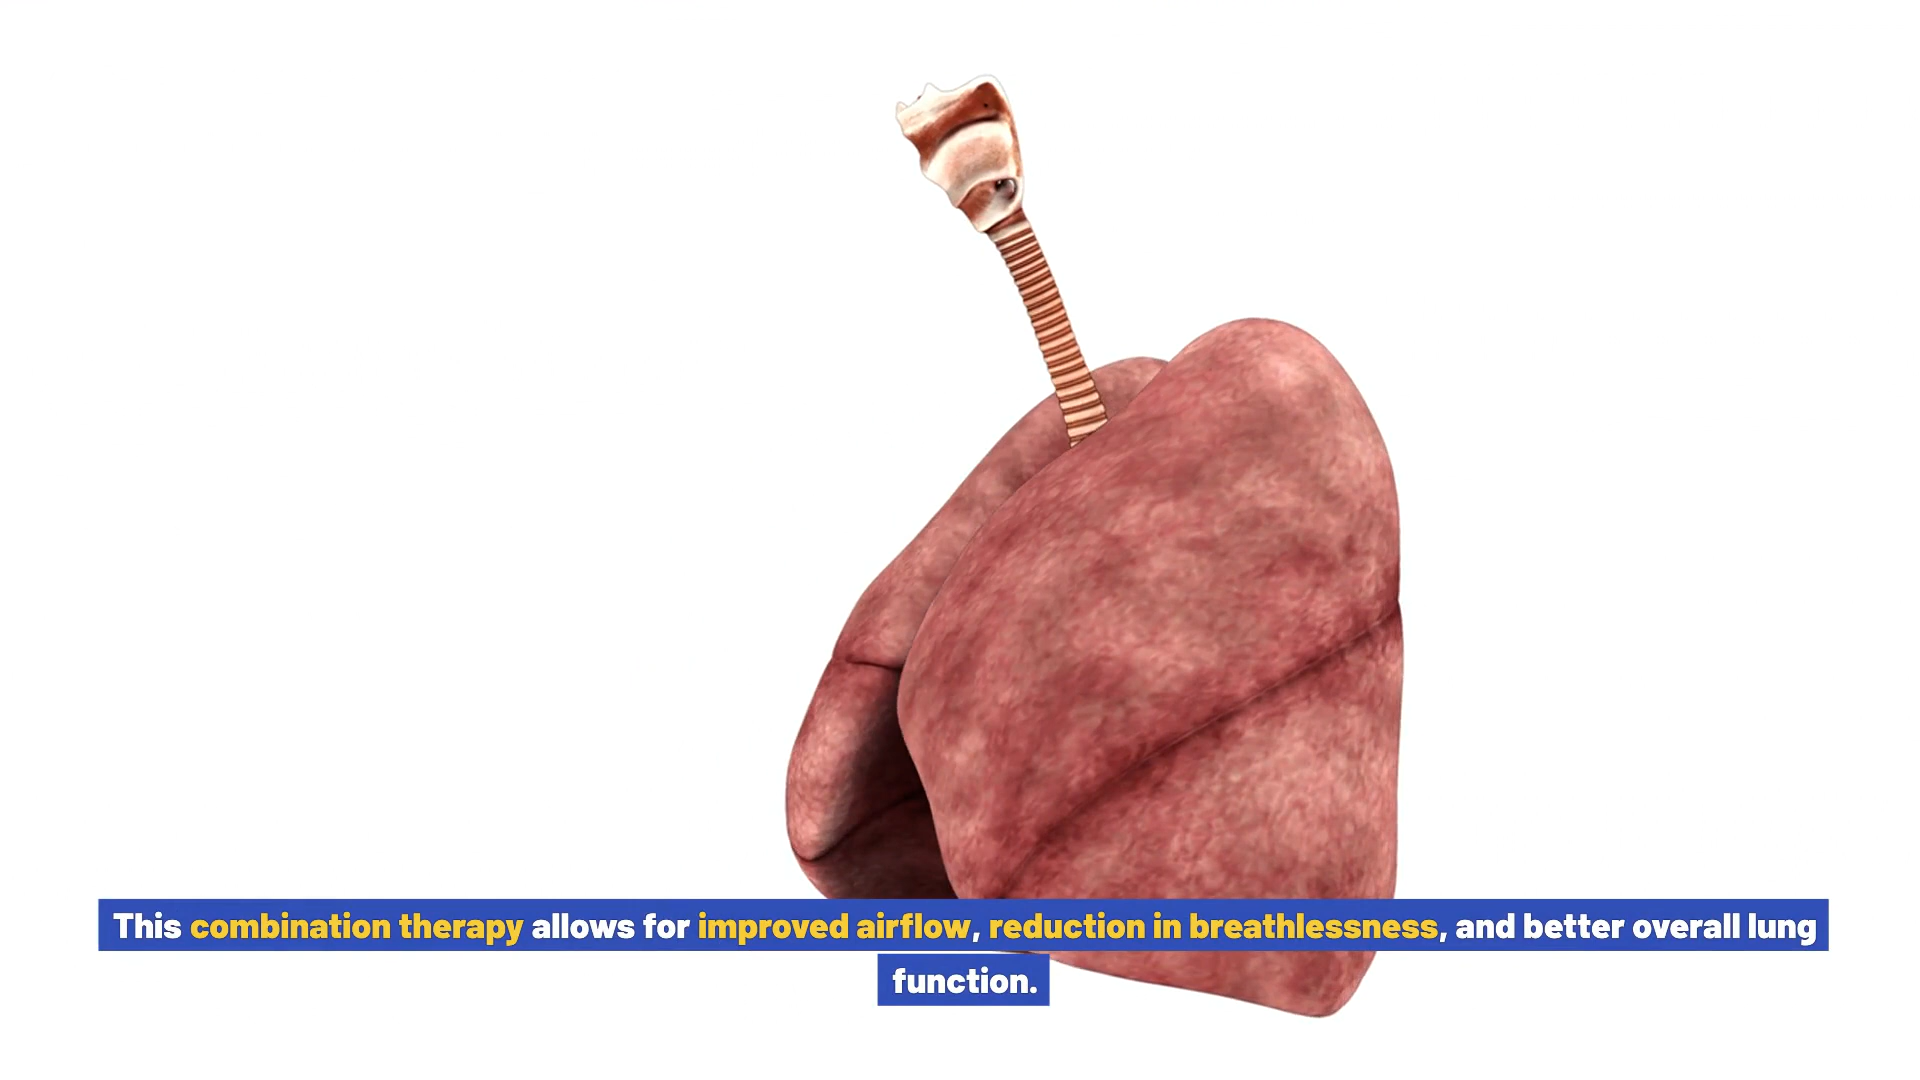 This combination therapy allows for improved airflow, reduction in breathlessness, and better overall lung
function.